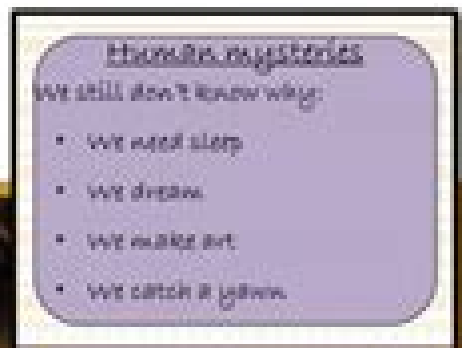 Human mysteries
We still don't know why:
• We need sleep
• We dream
• We make art
• We catch a yawn